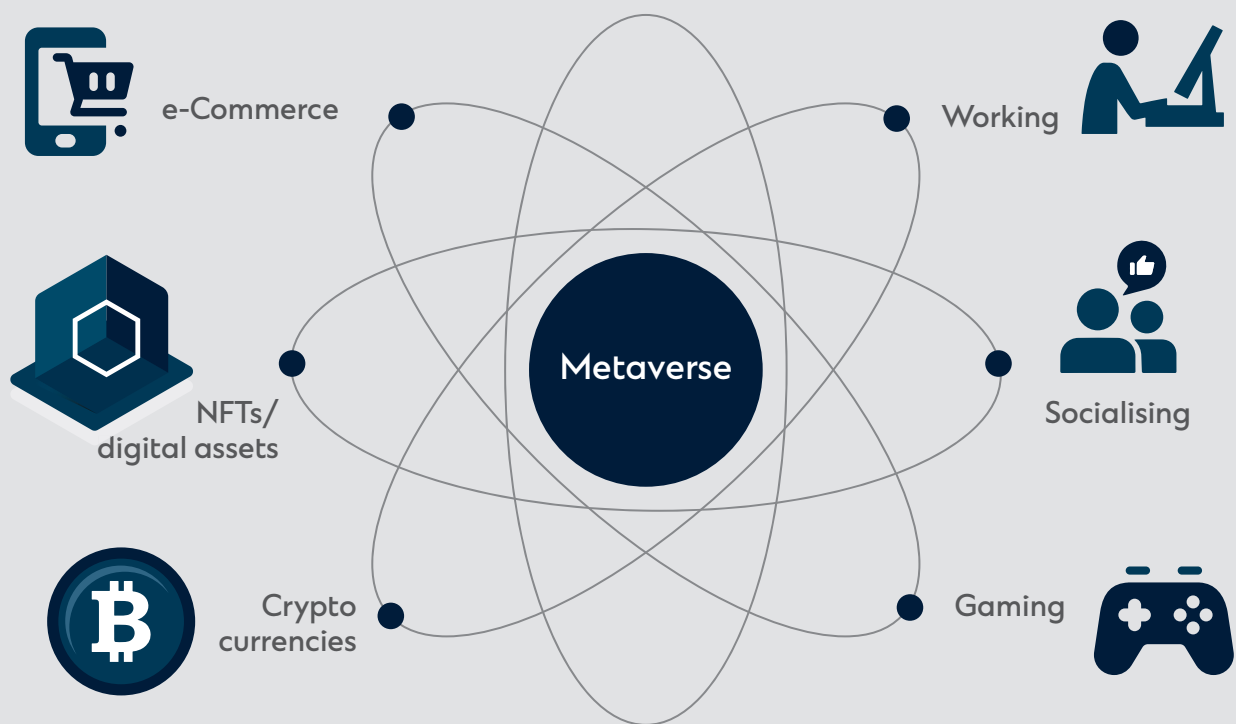 e-Commerce
Working
Metaverse
NFTs/
digital assets
Socialising
Crypto
currencies
Gaming